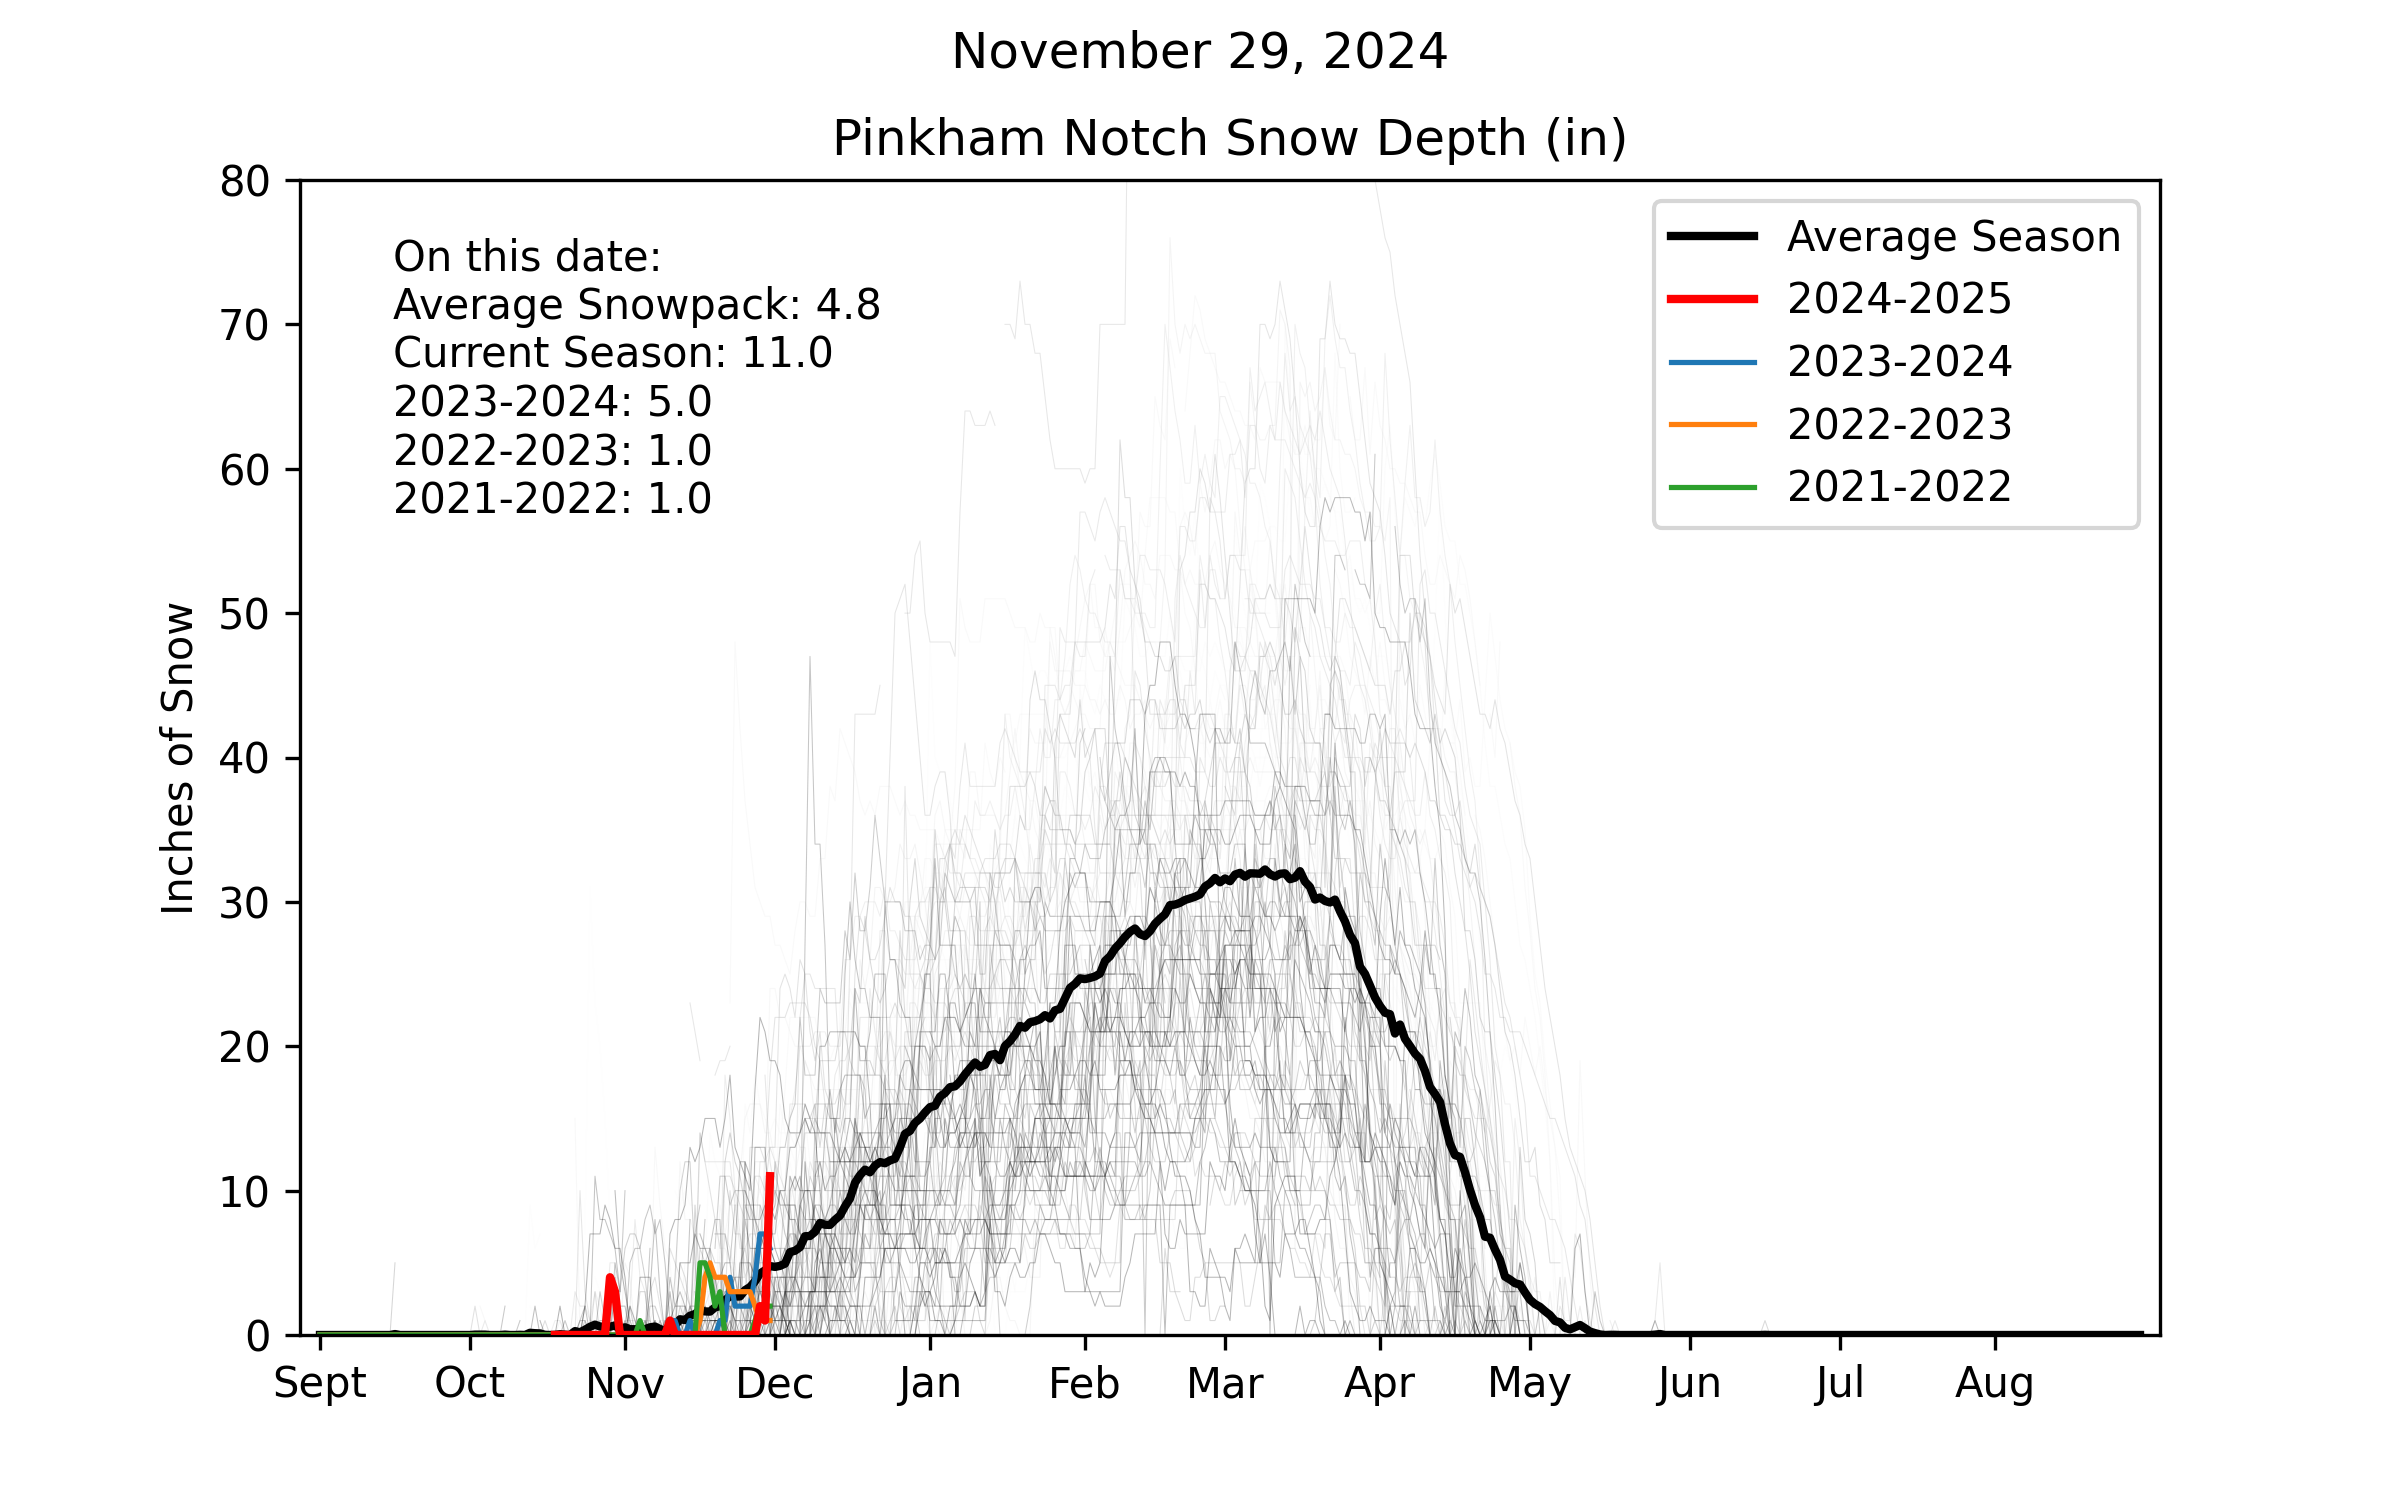 November 29, 2024
Pinkham Notch Snow Depth (in)
80
70
60
50
40
30
20
10
0
Inches of Snow
On this date:
Average Snowpack: 4.8
Current Season: 11.0
2023-2024: 5.0
2022-2023: 1.0
2021-2022: 1.0
Average Season
2024-2025
2023-2024
2022-2023
2021-2022
Sept Oct Nov Dec Jan Feb Mar Apr May Jun Jul Aug